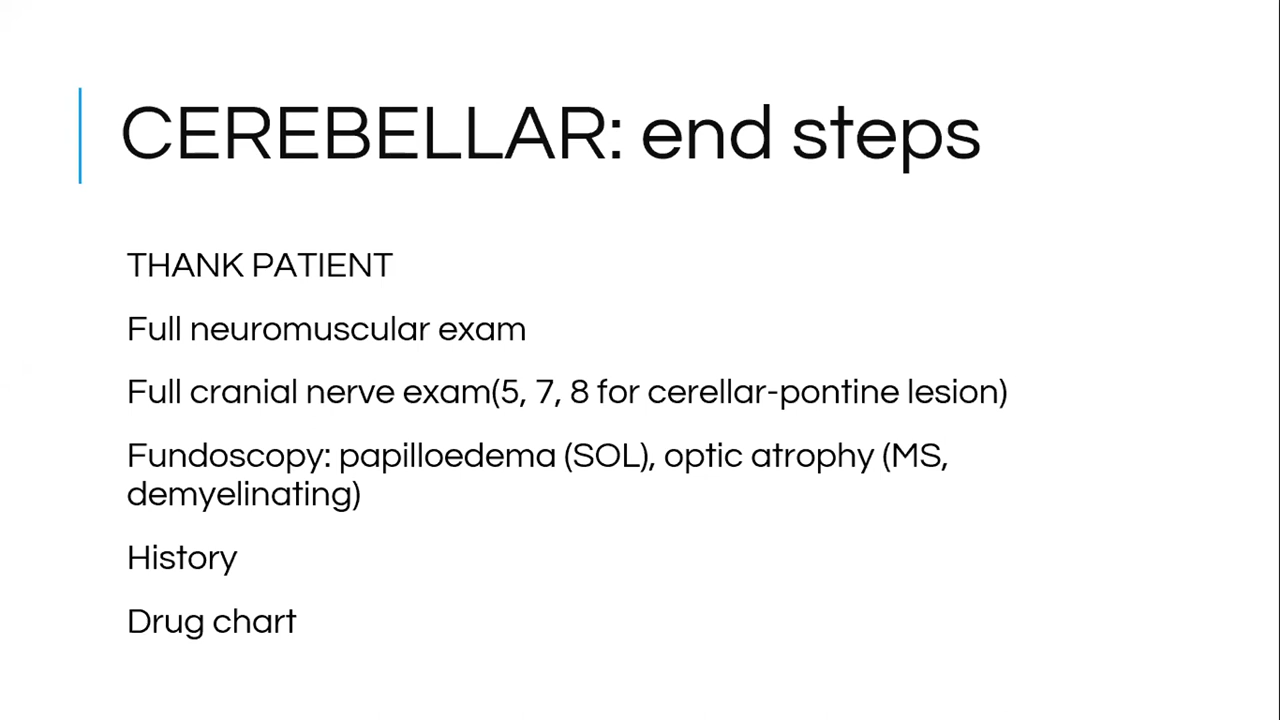 CEREBELLAR: end steps
THANK PATIENT
Full neuromuscular exam
Full cranial nerve exam(5, 7, 8 for cerellar-pontine lesion)
Fundoscopy: papilloedema (SOL), optic atrophy (MS,
demyelinating)
History
Drug chart